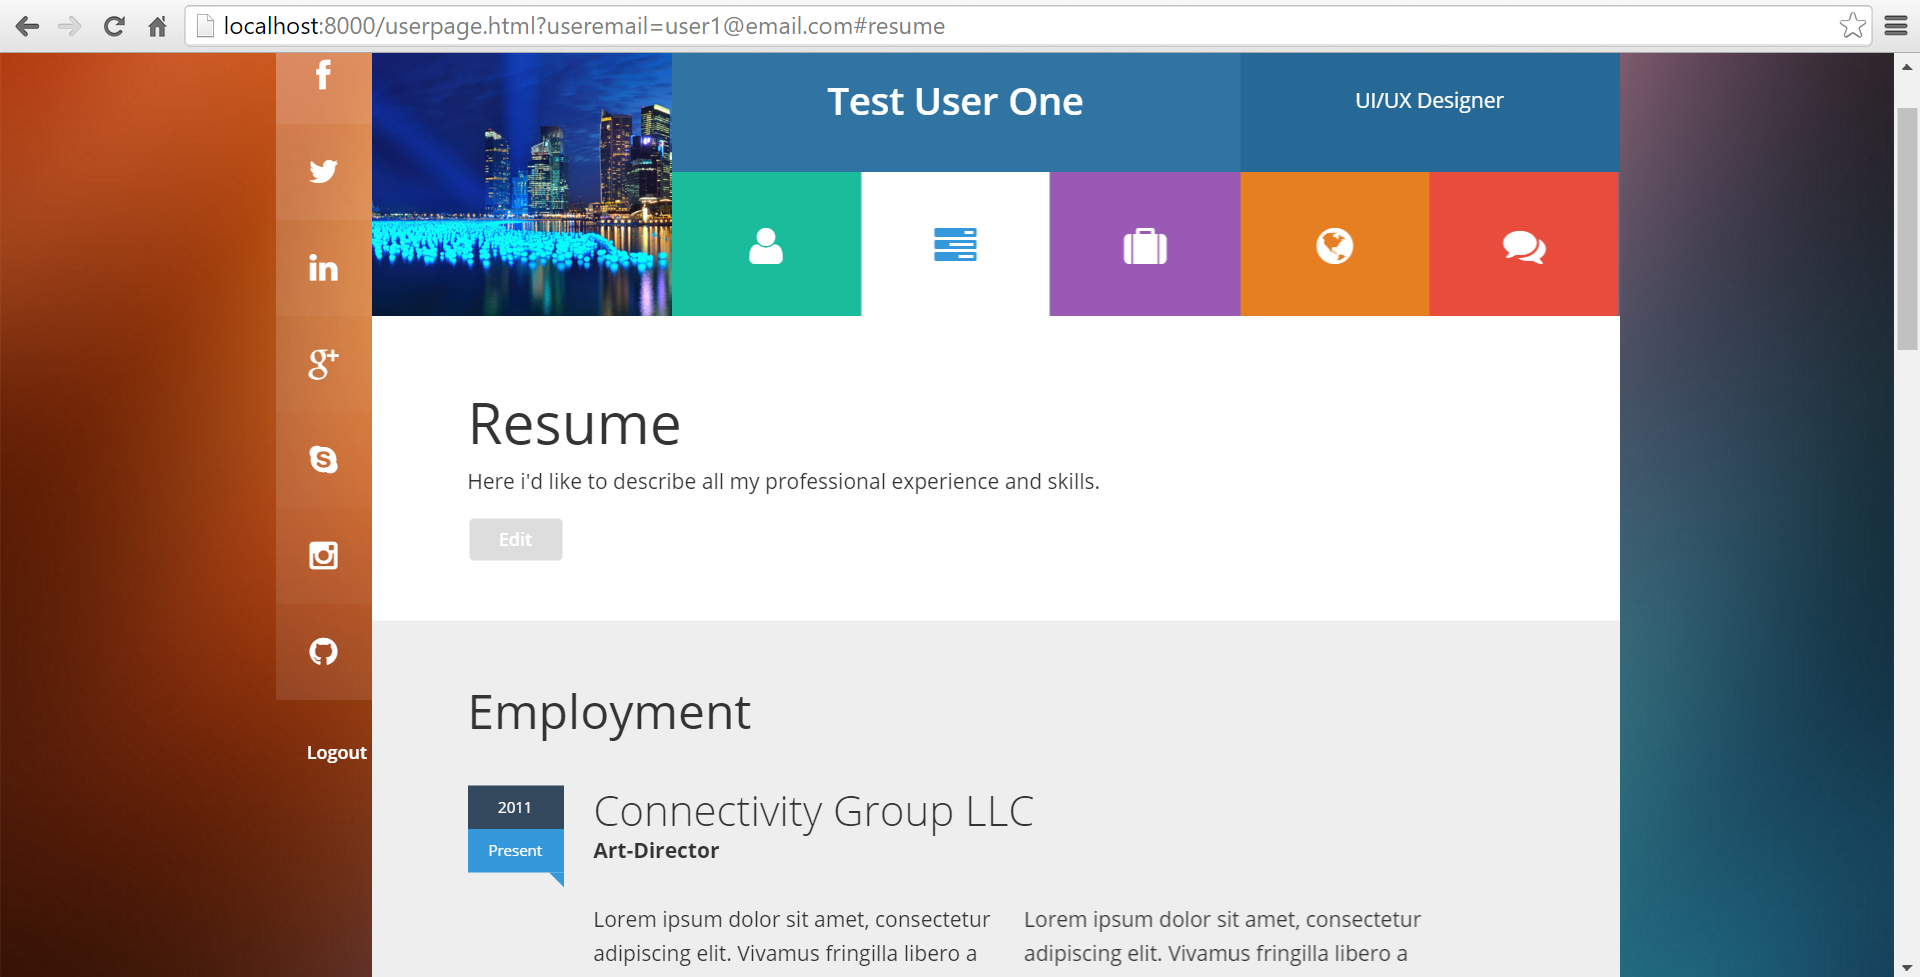 localhost:8000/userpage.html?useremail=user1@email.com#resume
Test User One
UI/UX Designer
Resume
Here i'd like to describe all my professional experience and skills.
Edit
Employment
Logout
2011
Present
Connectivity Group LLC
Art-Director
Lorem ipsum dolor sit amet, consectetur
adipiscing elit. Vivamus fringilla libero a
Lorem ipsum dolor sit amet, consectetur
adipiscing elit. Vivamus fringilla libero a